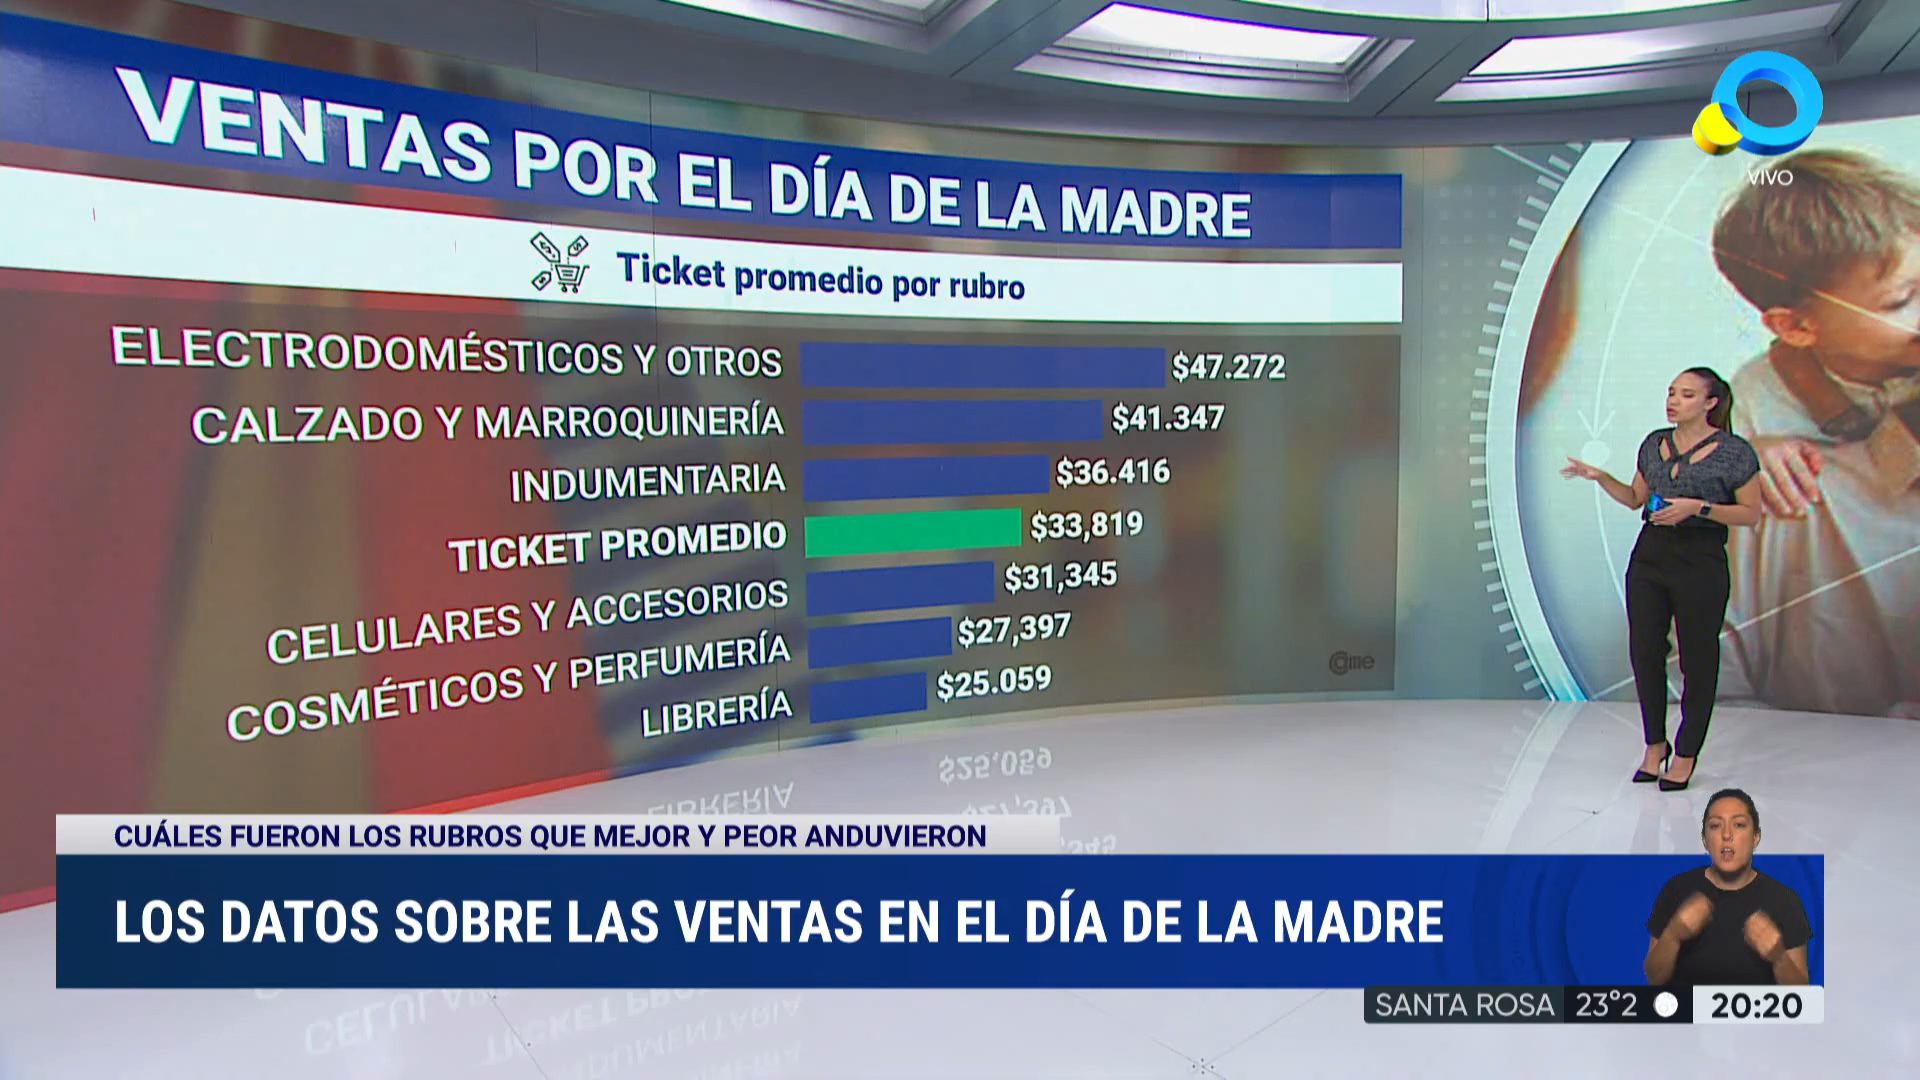 VENTAS POR EL DÍA DE LA MADRE
Ticket promedio por rubro
ELECTRODOMÉSTICOS Y OTROS $47.272
CALZADO Y MARROQUINERÍA $41.347
INDUMENTARIA $36.416
TICKET PROMEDIO $33,819
CELULARES Y ACCESORIOS $31,345
COSMÉTICOS Y PERFUMERÍA $27,397
LIBRERÍA $25.059
came
VIVO
CUÁLES FUERON LOS RUBROS QUE MEJOR Y PEOR ANDUVIERON
LOS DATOS SOBRE LAS VENTAS EN EL DÍA DE LA MADRE
SANTA ROSA 23°2 20:20